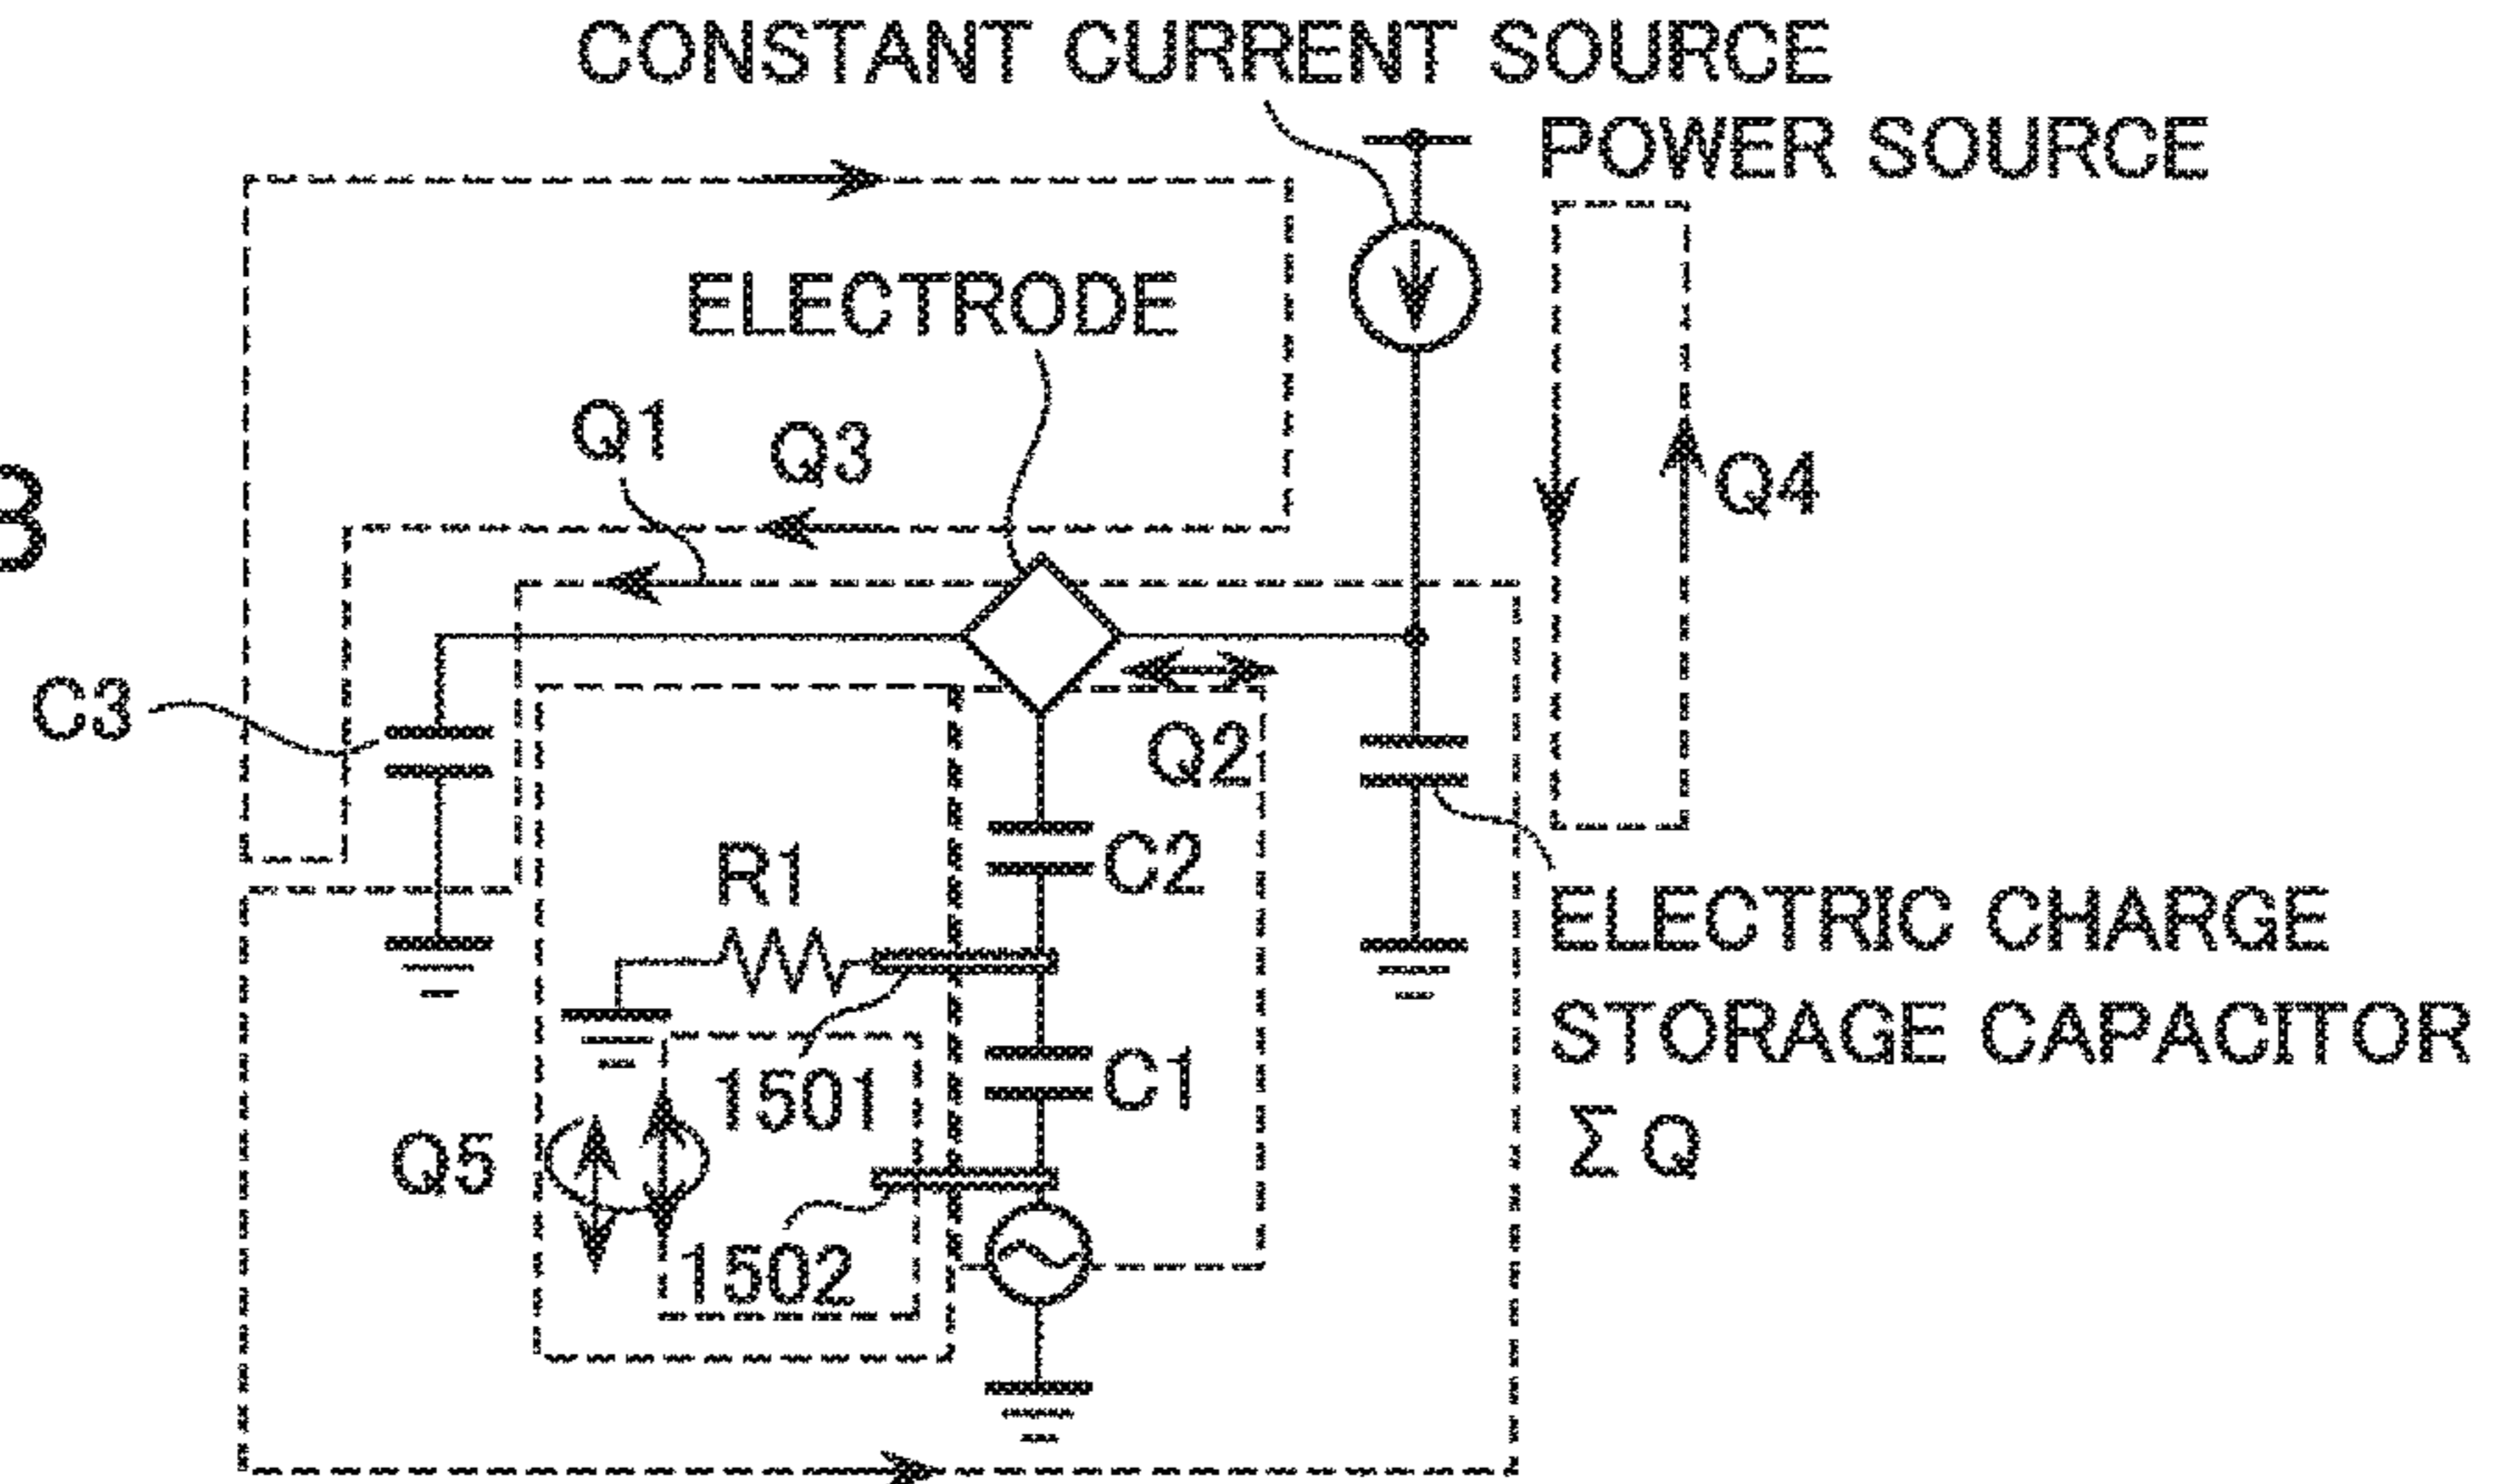 CONSTANT CURRENT SOURCE
POWER SOURCE
ELECTRODE
Q1
Q3
Q4
C3
Q2
R1
C2
ELECTRIC CHARGE
STORAGE CAPACITOR
ΣQ
1501
C1
Q5
1502